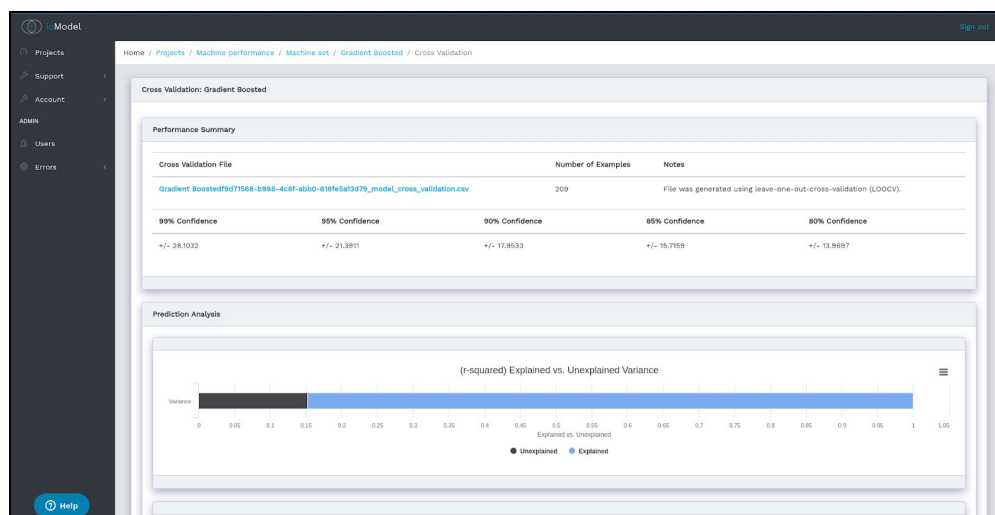 ioModel
Sign out
Projects
Support
Account
ADMIN
Users
Errors
Help
Home / Projects / Machine performance / Machine set / Gradient Boosted / Cross Validation
Cross Validation: Gradient Boosted
Performance Summary
Cross Validation File Number of Examples Notes
Gradient Boostedf9d71568-b988-4c8f-abb0-818fe5a13d79_model_cross_validation.csv 209 File was generated using leave-one-out-cross-validation (LOOCV).
99% Confidence 95% Confidence 90% Confidence 85% Confidence 80% Confidence
+/- 28.1032 +/- 21.3911 +/- 17.9533 +/- 15.7159 +/- 13.9697
Prediction Analysis
(r-squared) Explained vs. Unexplained Variance
Variance
0 0.05 0.1 0.15 0.2 0.25 0.3 0.35 0.4 0.45 0.5 0.55 0.6 0.65 0.7 0.75 0.8 0.85 0.9 0.95 1 1.05
Explained vs. Unexplained
Unexplained Explained